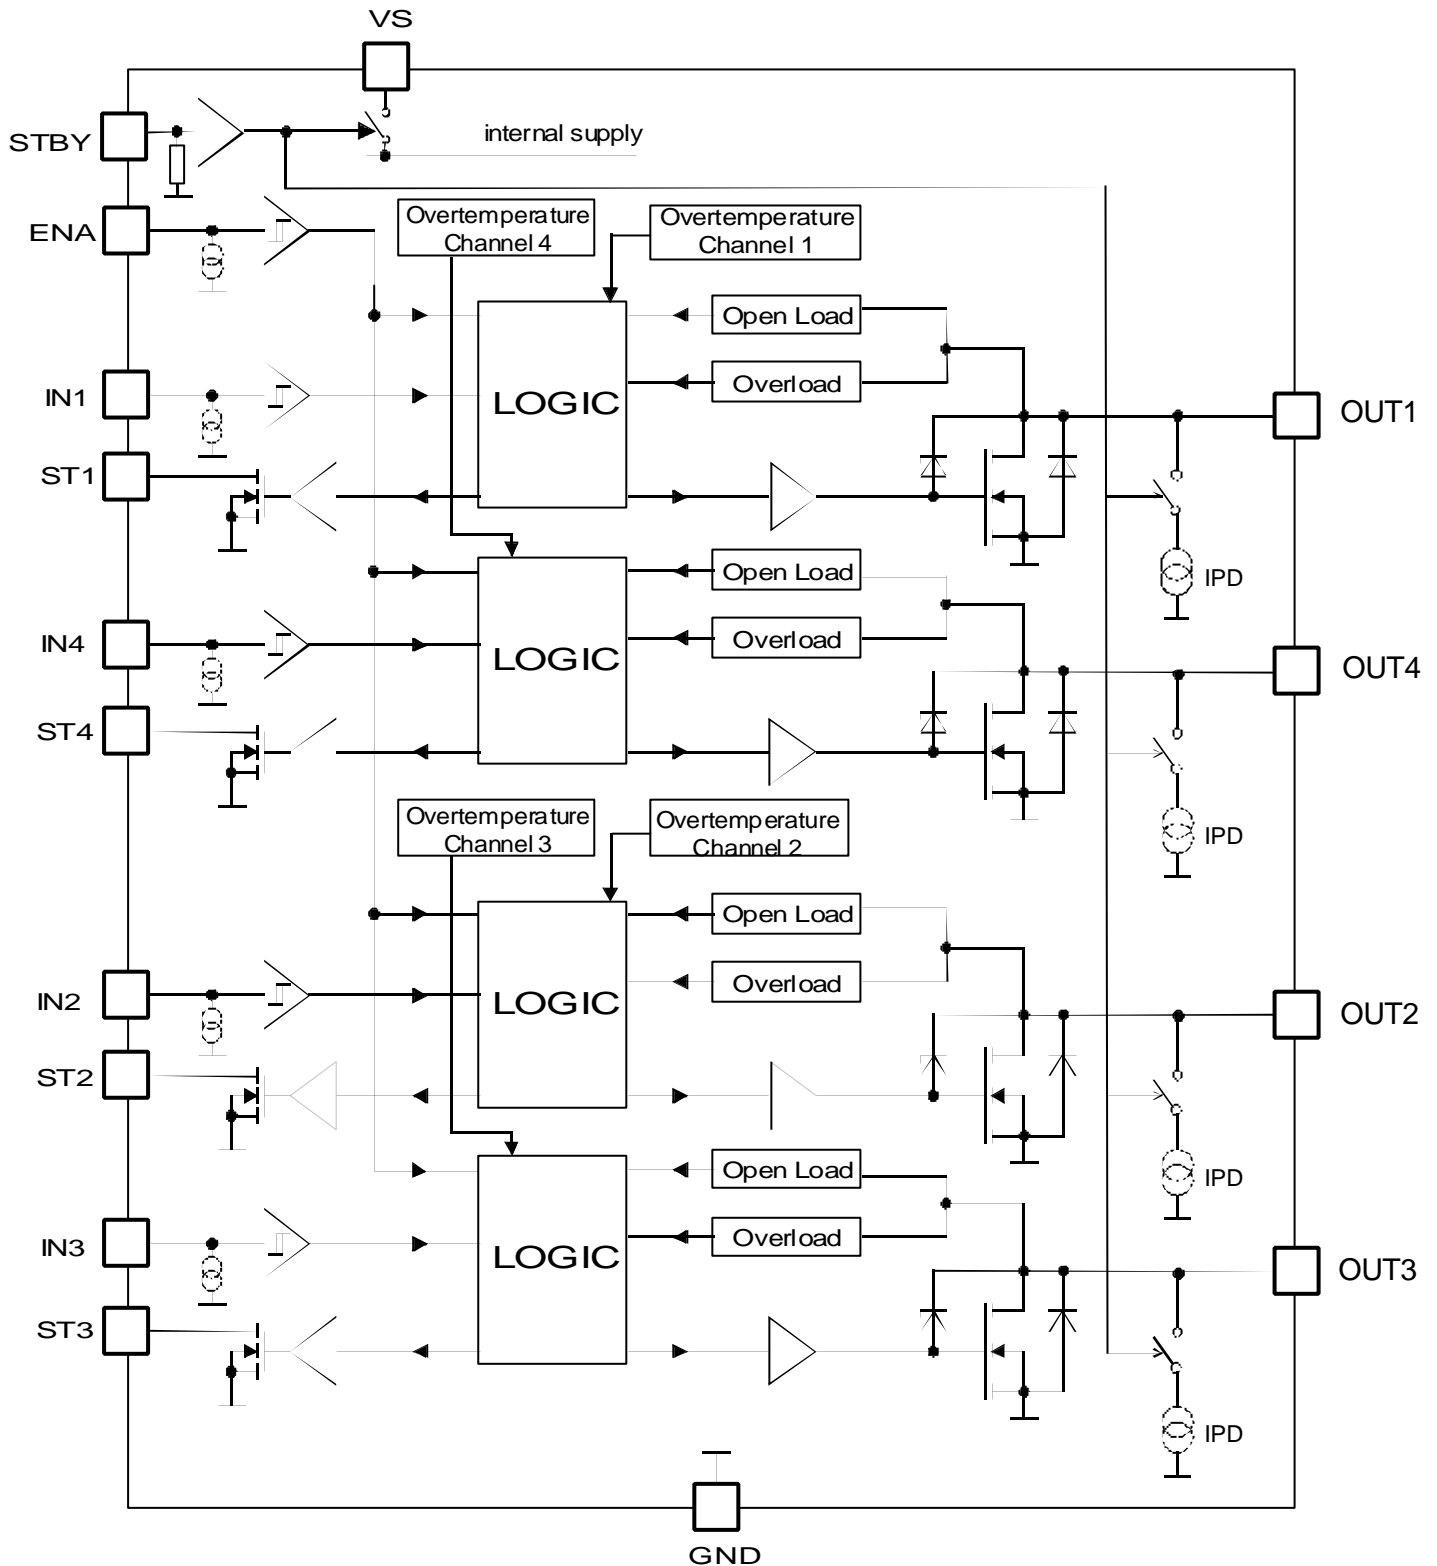 VS
STBY
internal supply
ENA
Overtemperature
Channel 4
Overtemperature
Channel 1
Open Load
IN1
LOGIC
Overload
OUT1
ST1
Open Load
IPD
IN4
LOGIC
Overload
OUT4
ST4
Overtemperature
Channel 3
Overtemperature
Channel 2
IPD
Open Load
IN2
LOGIC
Overload
OUT2
ST2
Open Load
IPD
IN3
LOGIC
Overload
OUT3
ST3
IPD
GND